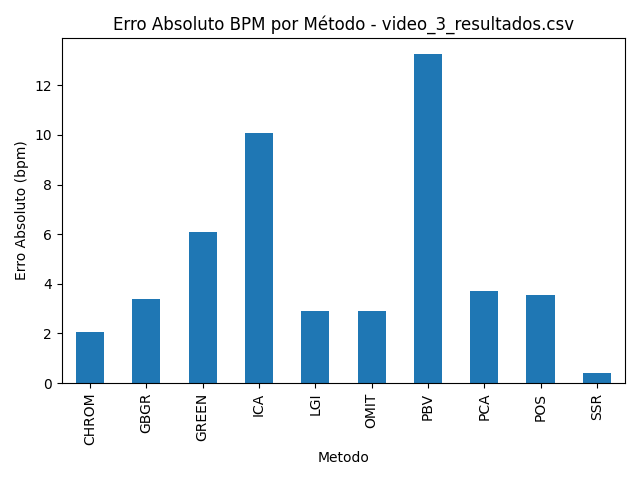 Erro Absoluto BPM por Método - video_3_resultados.csv
Erro Absoluto (bpm)
12
10
8
6
4
2
0
CHROM
GBGR
GREEN
ICA
LGI
OMIT
PBV
PCA
POS
SSR
Metodo